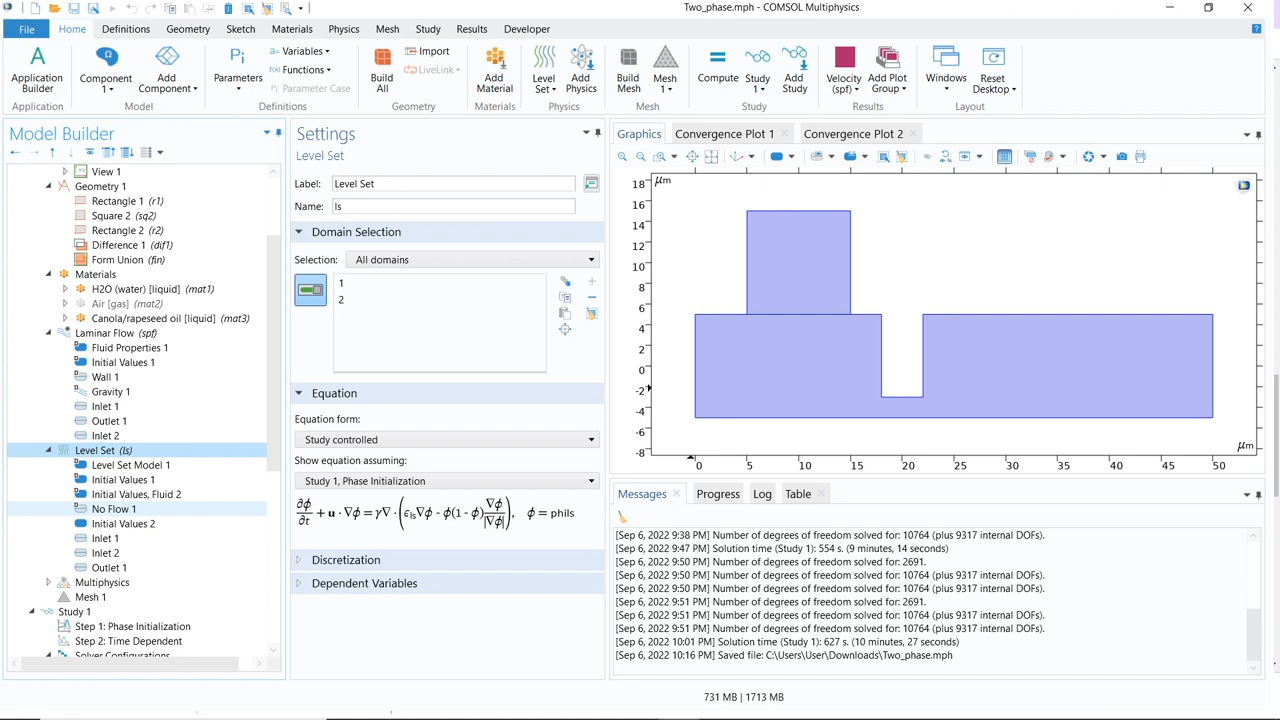 Two_phase.mph - COMSOL Multiphysics
File Home Definitions Geometry Sketch Materials Physics Mesh Study Results Developer
Application Builder
Component 1
Add Component
Parameters
Variables
Functions
Parameter Case
Build All
Import
LiveLink
Add Material
Level Set
Add Physics
Build Mesh
Mesh 1
Compute
Study 1
Add Study
Velocity (spf)
Add Plot Group
Windows
Reset Desktop
Application Model Definitions Geometry Materials Physics Mesh Study Results Layout
Model Builder
View 1
Geometry 1
Rectangle 1 (r1)
Square 2 (sq2)
Rectangle 2 (r2)
Difference 1 (dif1)
Form Union (fin)
Materials
H2O (water) [liquid] (mat1)
Air [gas] (mat2)
Canola/rapeseed oil [liquid] (mat3)
Laminar Flow (spf)
Fluid Properties 1
Initial Values 1
Wall 1
Gravity 1
Inlet 1
Outlet 1
Inlet 2
Level Set (ls)
Level Set Model 1
Initial Values 1
Initial Values, Fluid 2
No Flow 1
Initial Values 2
Inlet 1
Inlet 2
Outlet 1
Multiphysics
Mesh 1
Study 1
Step 1: Phase Initialization
Step 2: Time Dependent
Solver Configurations
Settings
Level Set
Label: Level Set
Name: ls
Domain Selection
Selection: All domains
1
2
Equation
Equation form:
Study controlled
Show equation assuming:
Study 1, Phase Initialization
∂ϕ/∂t + u · ∇ϕ = γ∇ · (εls∇ϕ - ϕ(1 - ϕ)∇ϕ/|∇ϕ|), ϕ = phils
Discretization
Dependent Variables
Graphics Convergence Plot 1 Convergence Plot 2
μm
18
16
14
12
10
8
6
4
2
0
-2
-4
-6
-8
μm
0 5 10 15 20 25 30 35 40 45 50
Messages Progress Log Table
[Sep 6, 2022 9:38 PM] Number of degrees of freedom solved for: 10764 (plus 9317 internal DOFs).
[Sep 6, 2022 9:47 PM] Solution time (Study 1): 554 s. (9 minutes, 14 seconds)
[Sep 6, 2022 9:50 PM] Number of degrees of freedom solved for: 2691.
[Sep 6, 2022 9:50 PM] Number of degrees of freedom solved for: 10764 (plus 9317 internal DOFs).
[Sep 6, 2022 9:50 PM] Number of degrees of freedom solved for: 10764 (plus 9317 internal DOFs).
[Sep 6, 2022 9:51 PM] Number of degrees of freedom solved for: 2691.
[Sep 6, 2022 9:51 PM] Number of degrees of freedom solved for: 10764 (plus 9317 internal DOFs).
[Sep 6, 2022 9:51 PM] Number of degrees of freedom solved for: 10764 (plus 9317 internal DOFs).
[Sep 6, 2022 10:01 PM] Solution time (Study 1): 627 s. (10 minutes, 27 seconds)
[Sep 6, 2022 10:16 PM] Saved file: C:\Users\User\Downloads\Two_phase.mph
731 MB | 1713 MB